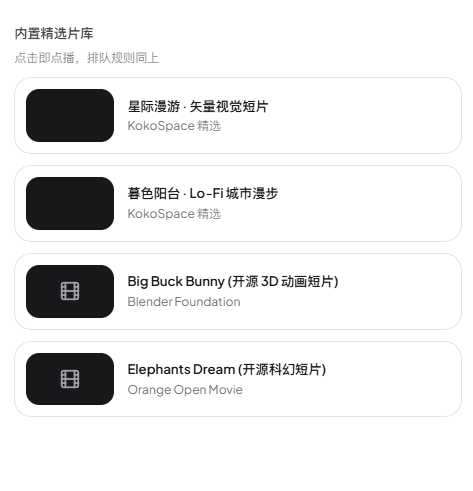 内置精选片库
点击即点播，排队规则同上
星际漫游 · 矢量视觉短片
KokoSpace 精选
暮色阳台 · Lo-Fi 城市漫步
KokoSpace 精选
Big Buck Bunny (开源 3D 动画短片)
Blender Foundation
Elephants Dream (开源科幻短片)
Orange Open Movie